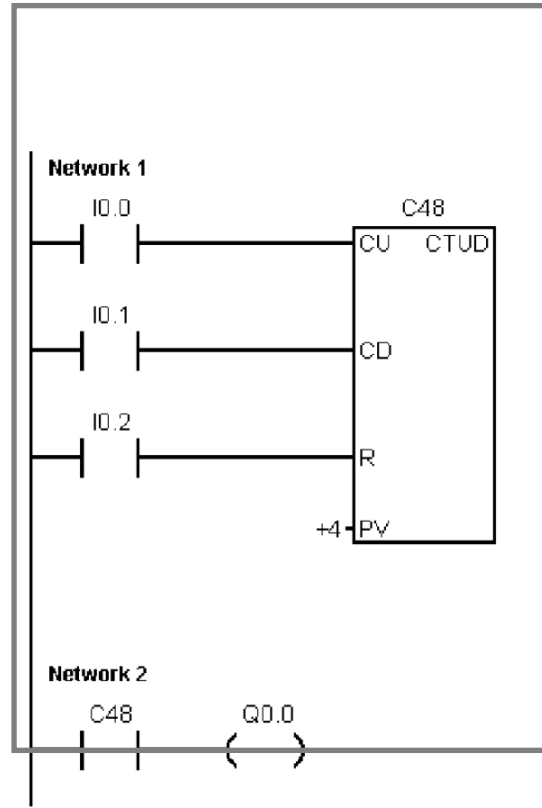 Network 1
I0.0
C48
CU CTUD
I0.1
CD
I0.2
R
+4 PV
Network 2
C48 Q0.0